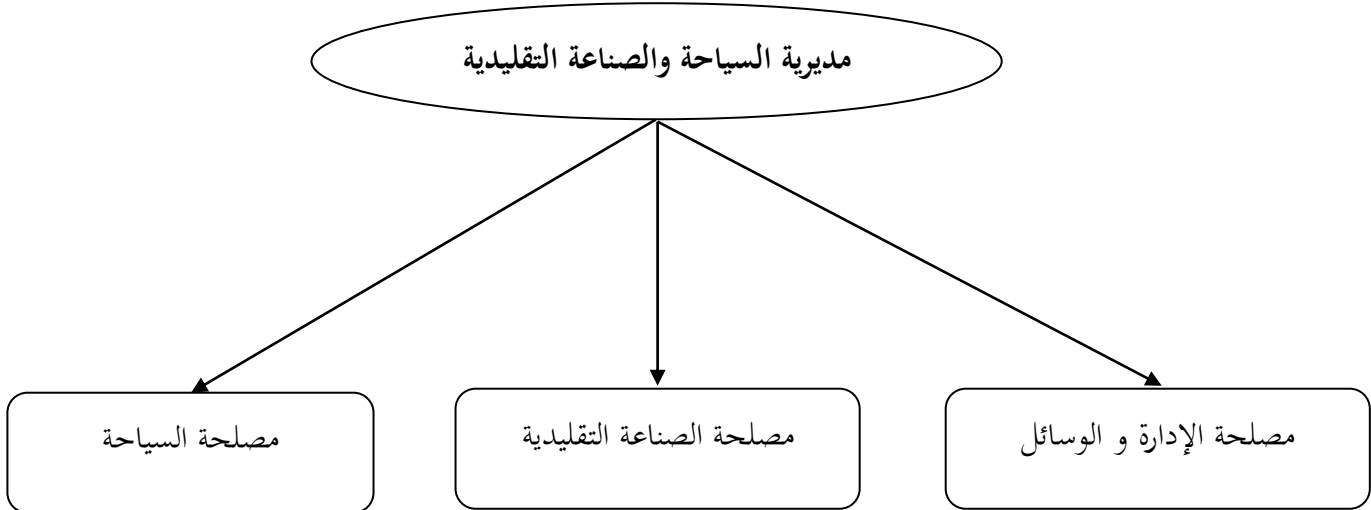 مديرية السياحة والصناعة التقليدية
مصلحة الإدارة و الوسائل
مصلحة الصناعة التقليدية
مصلحة السياحة